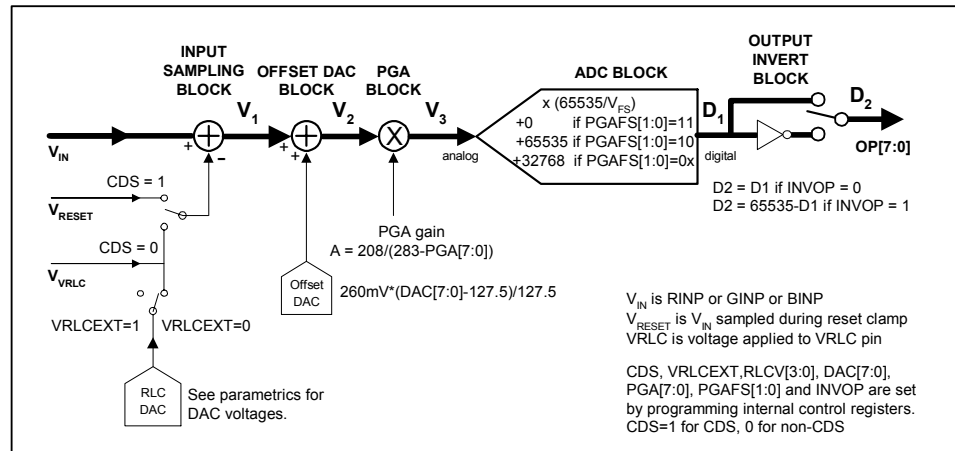 INPUT
SAMPLING
BLOCK
OFFSET DAC
BLOCK
PGA
BLOCK
ADC BLOCK
OUTPUT
INVERT
BLOCK
V1
V2
V3
x (65535/VFS)
+0 if PGAFS[1:0]=11
+65535 if PGAFS[1:0]=10
+32768 if PGAFS[1:0]=0x
D1
D2
+
+
-
+
+
X
analog
digital
OP[7:0]
VIN
CDS = 1
VRESET
CDS = 0
VVRLC
VRLCEXT=1
VRLCEXT=0
RLC
DAC
See parametrics for
DAC voltages.
PGA gain
A = 208/(283-PGA[7:0])
Offset
DAC
260mV*(DAC[7:0]-127.5)/127.5
D2 = D1 if INVOP = 0
D2 = 65535-D1 if INVOP = 1
VIN is RINP or GINP or BINP
VRESET is VIN sampled during reset clamp
VRLC is voltage applied to VRLC pin
CDS, VRLCEXT,RLCV[3:0], DAC[7:0],
PGA[7:0], PGAFS[1:0] and INVOP are set
by programming internal control registers.
CDS=1 for CDS, 0 for non-CDS